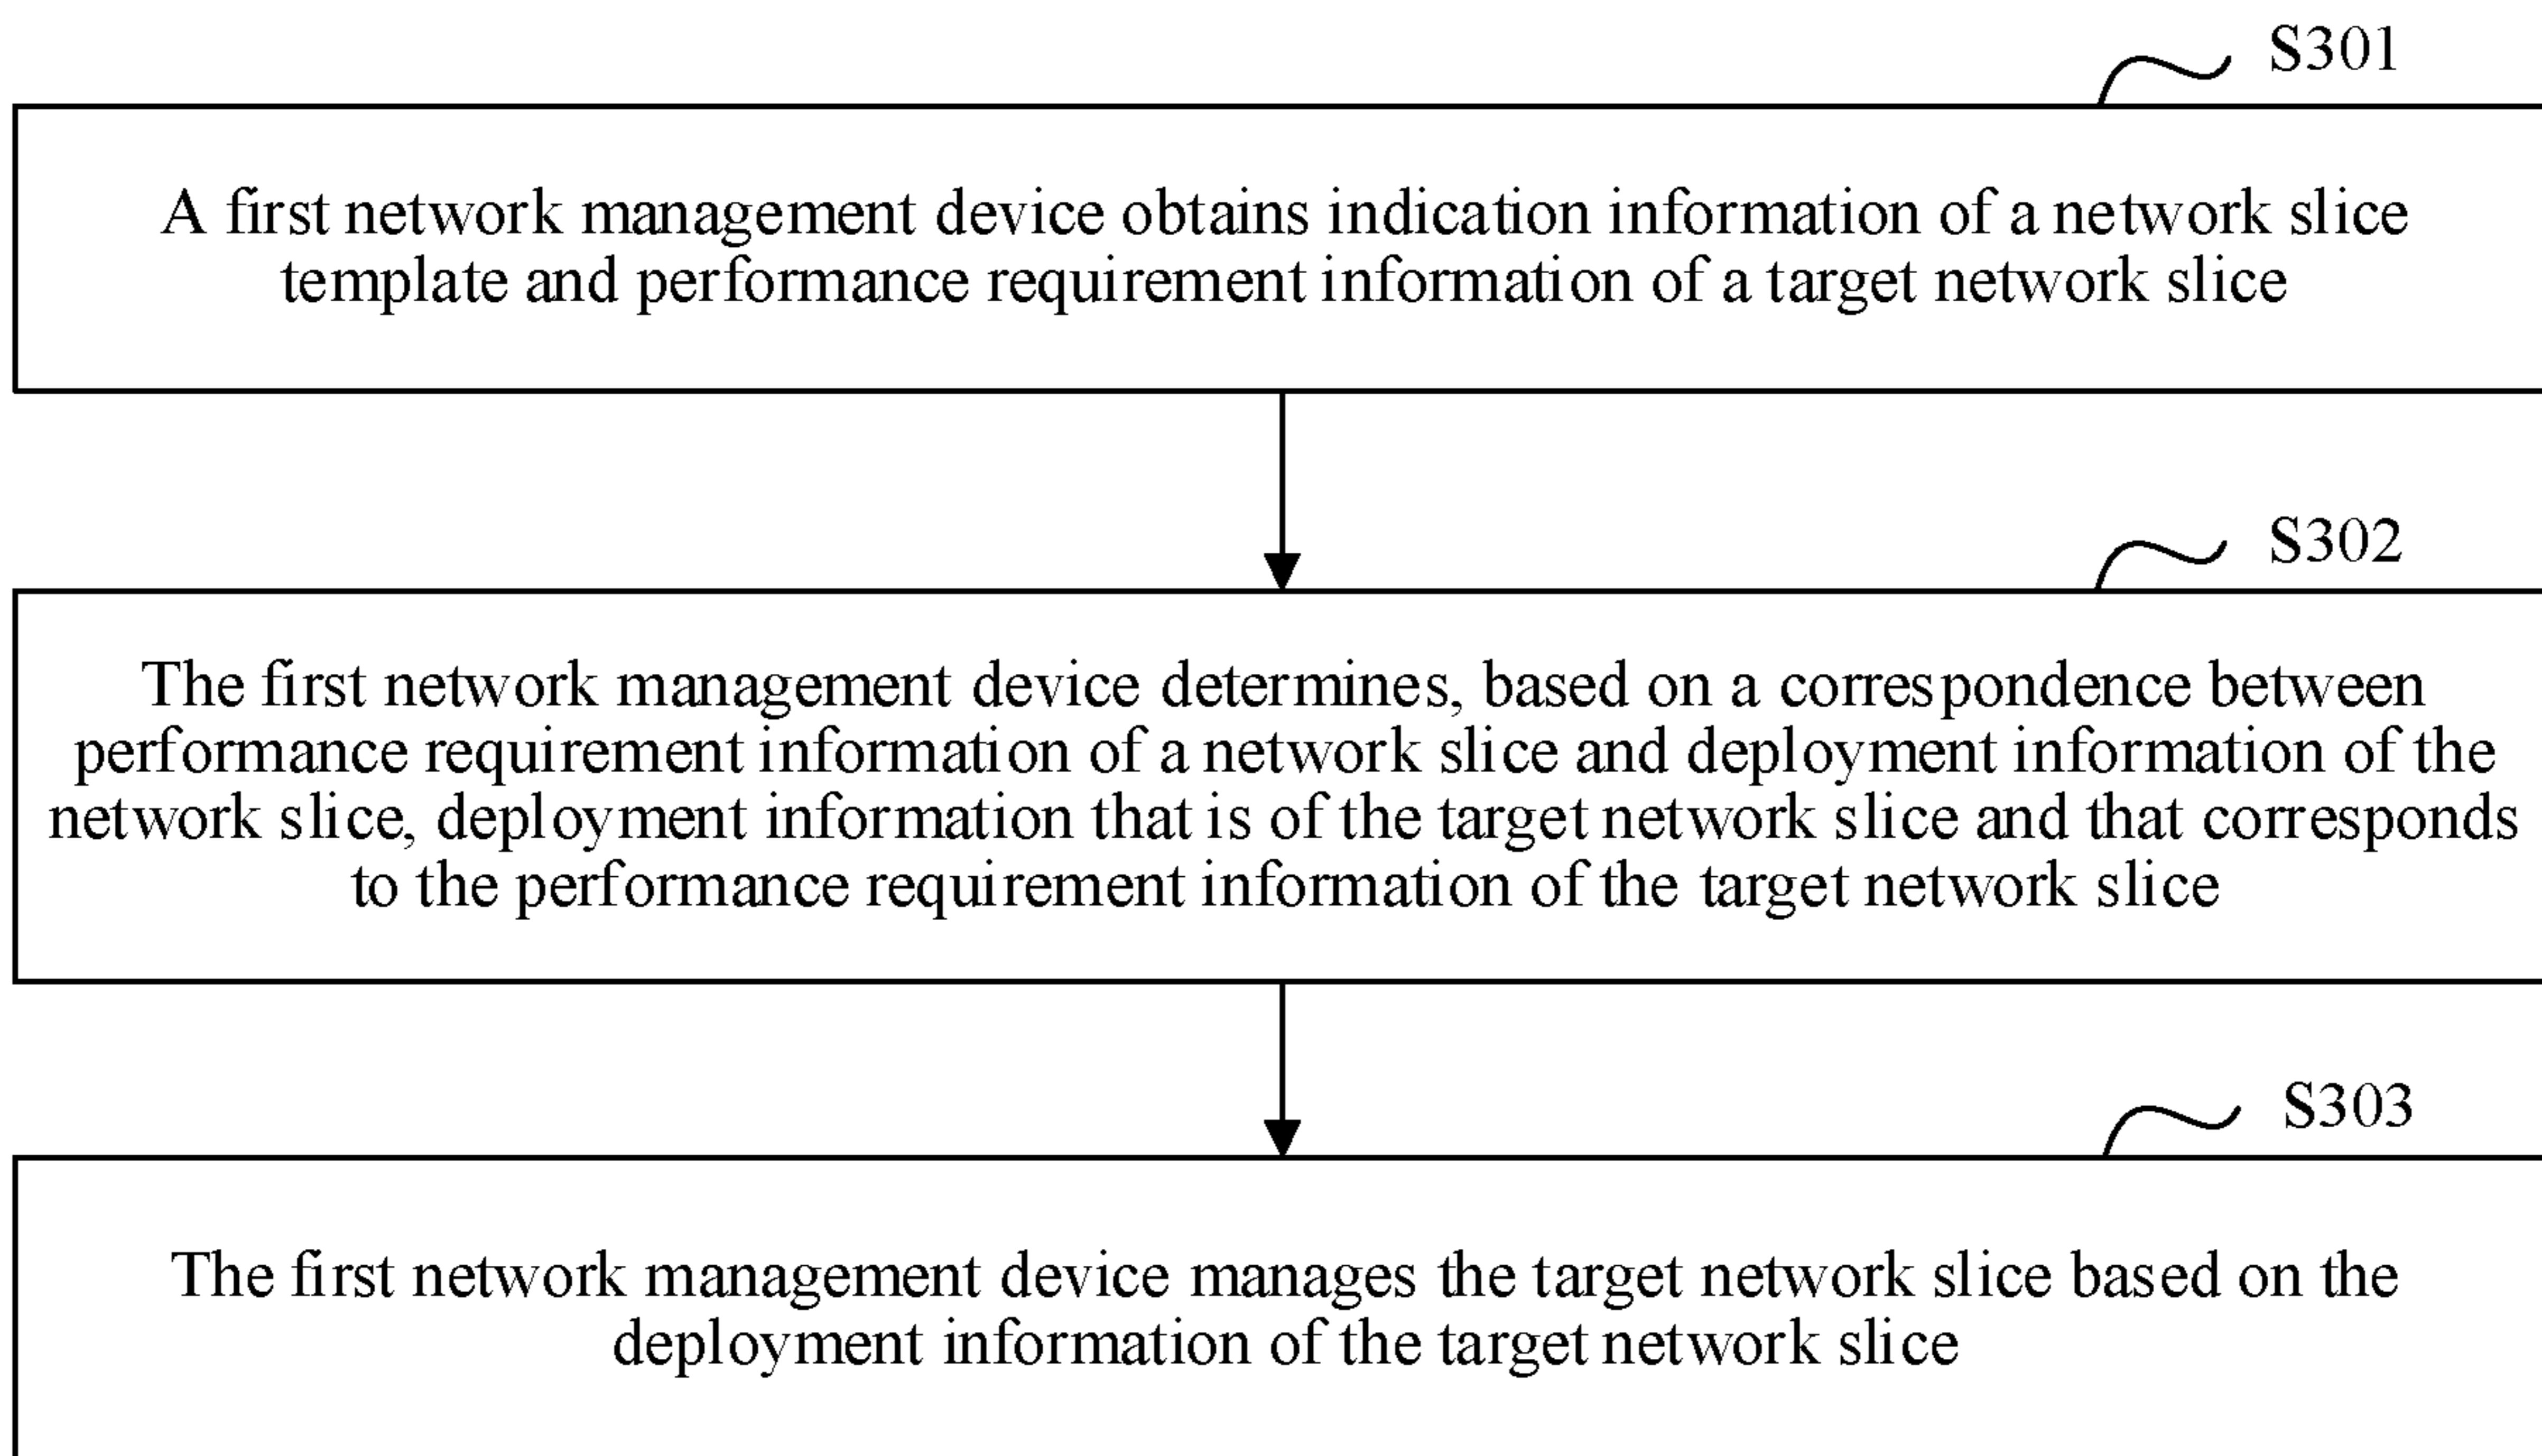 S301
A first network management device obtains indication information of a network slice
template and performance requirement information of a target network slice
S302
The first network management device determines, based on a correspondence between
performance requirement information of a network slice and deployment information of the
network slice, deployment information that is of the target network slice and that corresponds
to the performance requirement information of the target network slice
S303
The first network management device manages the target network slice based on the
deployment information of the target network slice